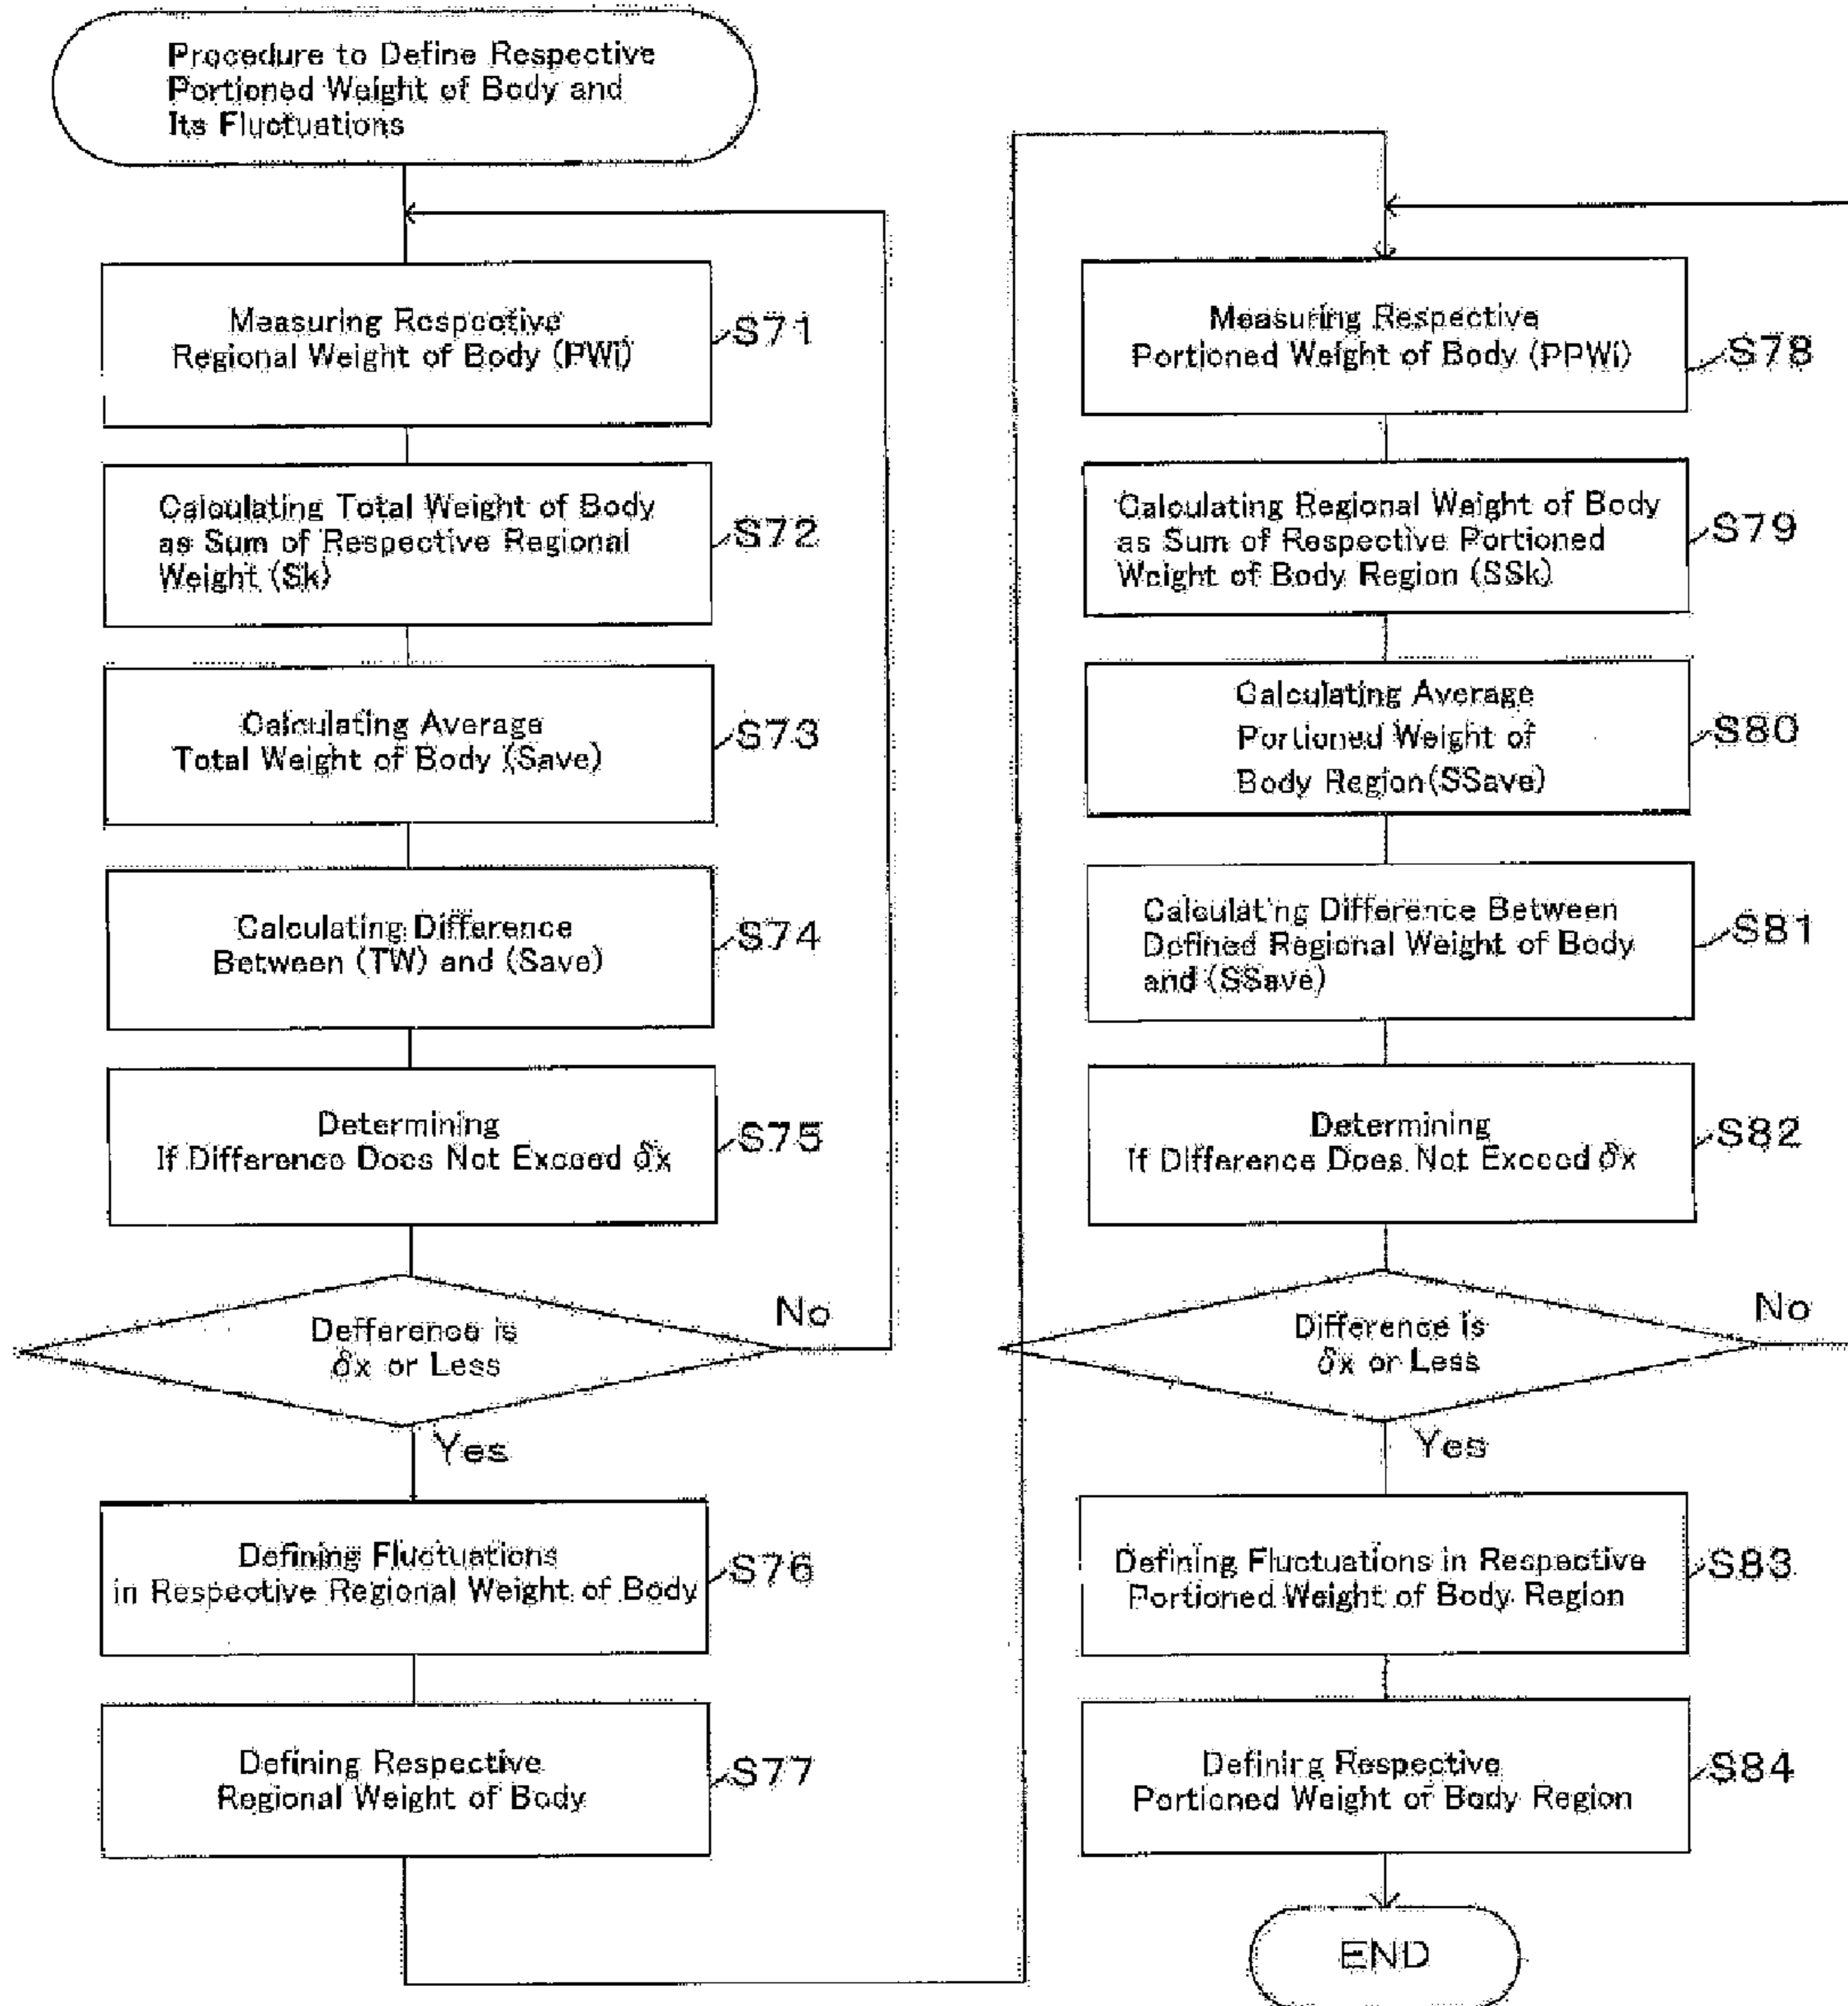 Procedure to Define Respective
Portioned Weight of Body and
Its Fluctuations
Measuring Respective
Regional Weight of Body (PWi)
S71
Calculating Total Weight of Body
as Sum of Respective Regional
Weight (Sk)
S72
Calculating Average
Total Weight of Body (Save)
S73
Calculating Difference
Between (TW) and (Save)
S74
Determining
If Difference Does Not Exceed δx
S75
Defference is
δx or Less
No
Yes
Defining Fluctuations
in Respective Regional Weight of Body
S76
Defining Respective
Regional Weight of Body
S77
Measuring Respective
Portioned Weight of Body (PPWi)
S78
Calculating Regional Weight of Body
as Sum of Respective Portioned
Weight of Body Region (SSk)
S79
Calculating Average
Portioned Weight of
Body Region(SSave)
S80
Calculating Difference Between
Defined Regional Weight of Body
and (SSave)
S81
Determining
If Difference Does Not Exceed δx
S82
Difference is
δx or Less
No
Yes
Defining Fluctuations in Respective
Portioned Weight of Body Region
S83
Defining Respective
Portioned Weight of Body Region
S84
END